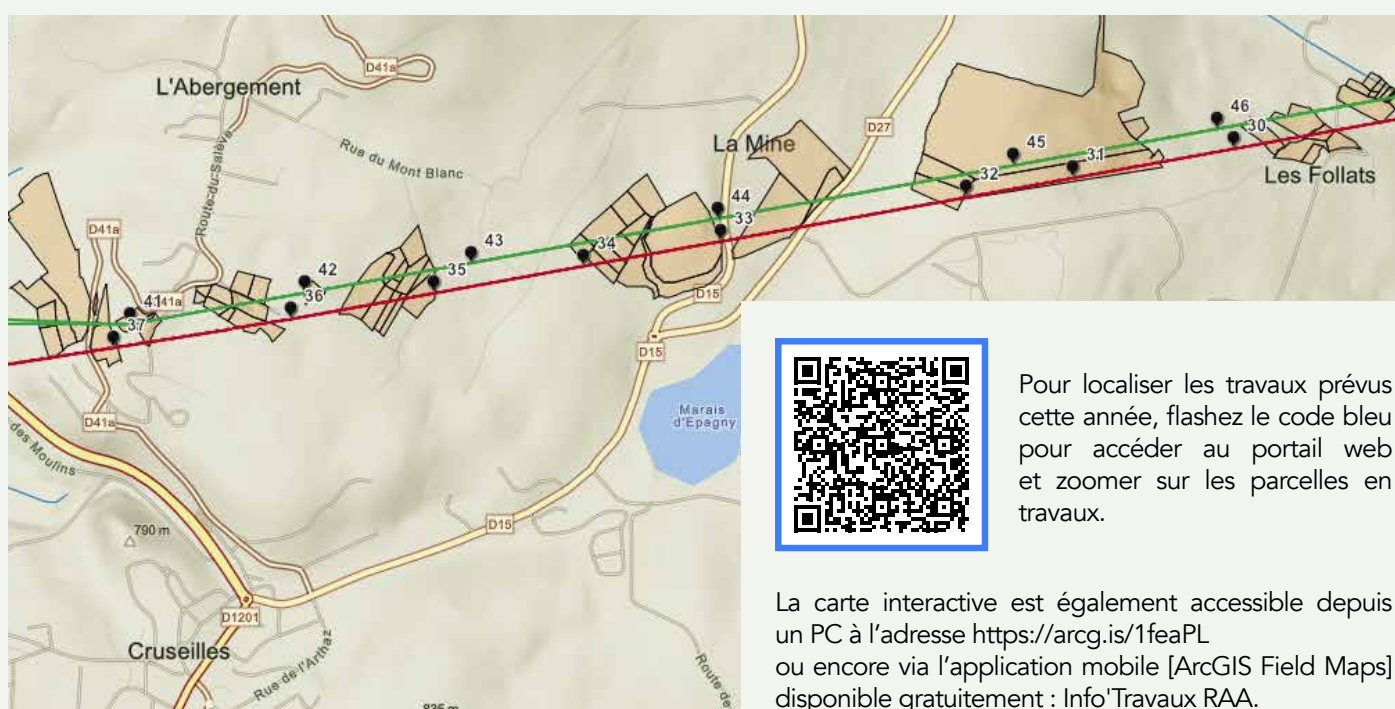 D41a
L'Abergement
Route-du-Salève
Rue du Mont Blanc
La Mine
D27
46
30
45
31
32
Les Follats
44
33
D41a
43
34
42
35
36
41
D41a
37
D15
D15
Marais
d'Epagny
D41a
des Moulins
790 m
D15
D1201
Cruseilles
Rue de l'Arthaz
835 m
Route de
Pour localiser les travaux prévus
cette année, flashez le code bleu
pour accéder au portail web
et zoomer sur les parcelles en
travaux.
La carte interactive est également accessible depuis
un PC à l'adresse https://arcg.is/1feaPL
ou encore via l'application mobile [ArcGIS Field Maps]
disponible gratuitement : Info'Travaux RAA.